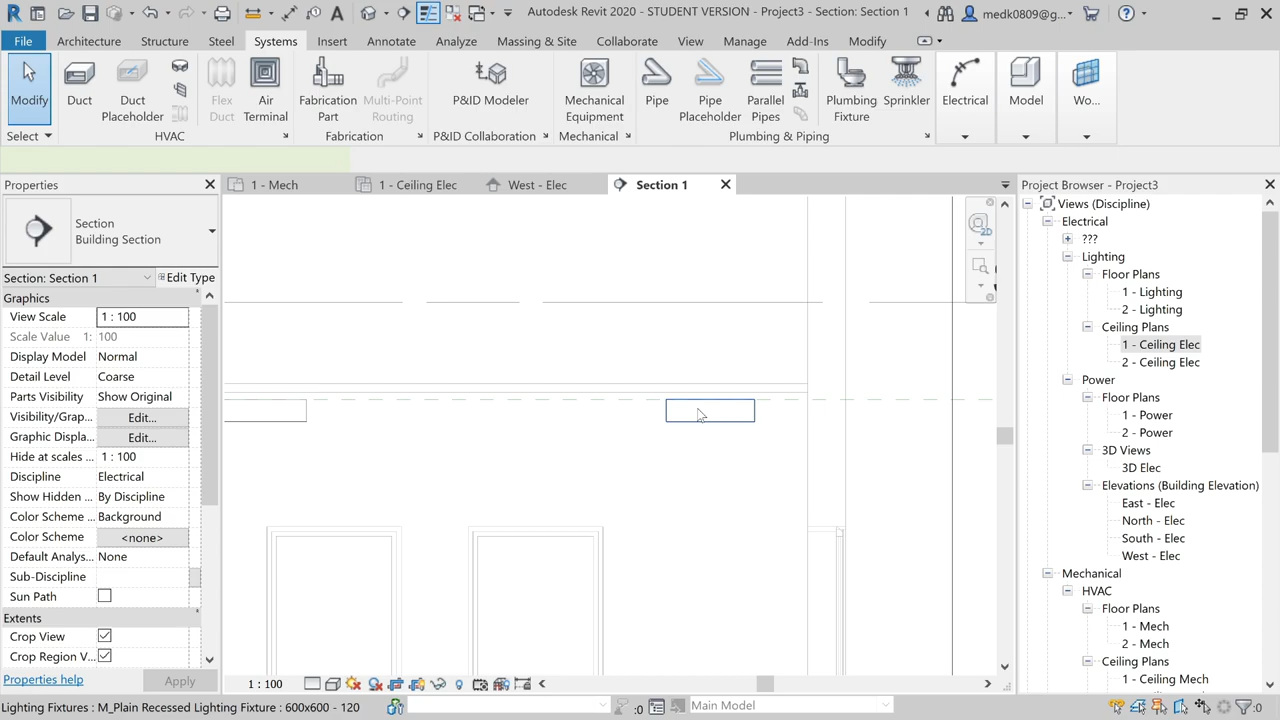 Autodesk Revit 2020 - STUDENT VERSION - Project3 - Section: Section 1
medk0809@g...
File Architecture Structure Steel Systems Insert Annotate Analyze Massing & Site Collaborate View Manage Add-Ins Modify
Modify
Duct
Duct Placeholder
Flex Duct
Air Terminal
Fabrication Part
Multi-Point Routing
P&ID Modeler
Mechanical Equipment
Pipe
Pipe Placeholder
Parallel Pipes
Plumbing Fixture
Sprinkler
Electrical
Model
Wo...
Select HVAC Fabrication P&ID Collaboration Mechanical Plumbing & Piping
Properties
1 - Mech
1 - Ceiling Elec
West - Elec
Section 1
Project Browser - Project3
Section
Building Section
Section: Section 1
Edit Type
Graphics
View Scale 1 : 100
Scale Value 1: 100
Display Model Normal
Detail Level Coarse
Parts Visibility Show Original
Visibility/Grap... Edit...
Graphic Displa... Edit...
Hide at scales ... 1 : 100
Discipline Electrical
Show Hidden ... By Discipline
Color Scheme ... Background
Color Scheme <none>
Default Analys... None
Sub-Discipline
Sun Path
Extents
Crop View
Crop Region V...
Properties help
Apply
2D
1 : 100
Views (Discipline)
Electrical
???
Lighting
Floor Plans
1 - Lighting
2 - Lighting
Ceiling Plans
1 - Ceiling Elec
2 - Ceiling Elec
Power
Floor Plans
1 - Power
2 - Power
3D Views
3D Elec
Elevations (Building Elevation)
East - Elec
North - Elec
South - Elec
West - Elec
Mechanical
HVAC
Floor Plans
1 - Mech
2 - Mech
Ceiling Plans
1 - Ceiling Mech
Lighting Fixtures : M_Plain Recessed Lighting Fixture : 600x600 - 120
:0
Main Model
:0